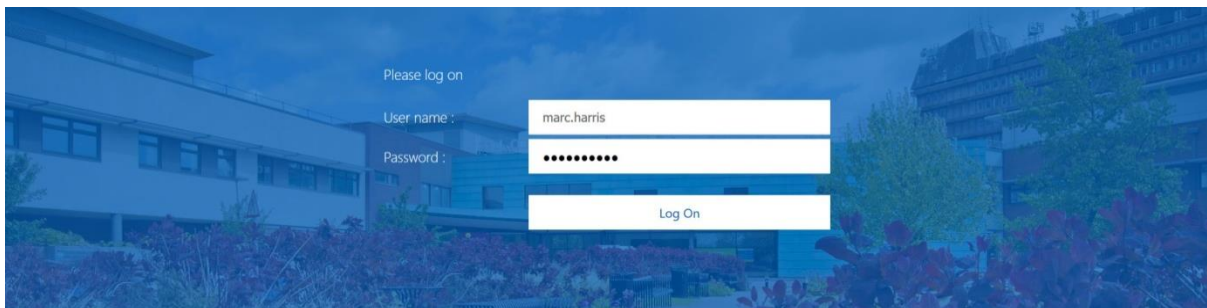 Please log on
User name : marc.harris
Password : ••••••••••
Log On